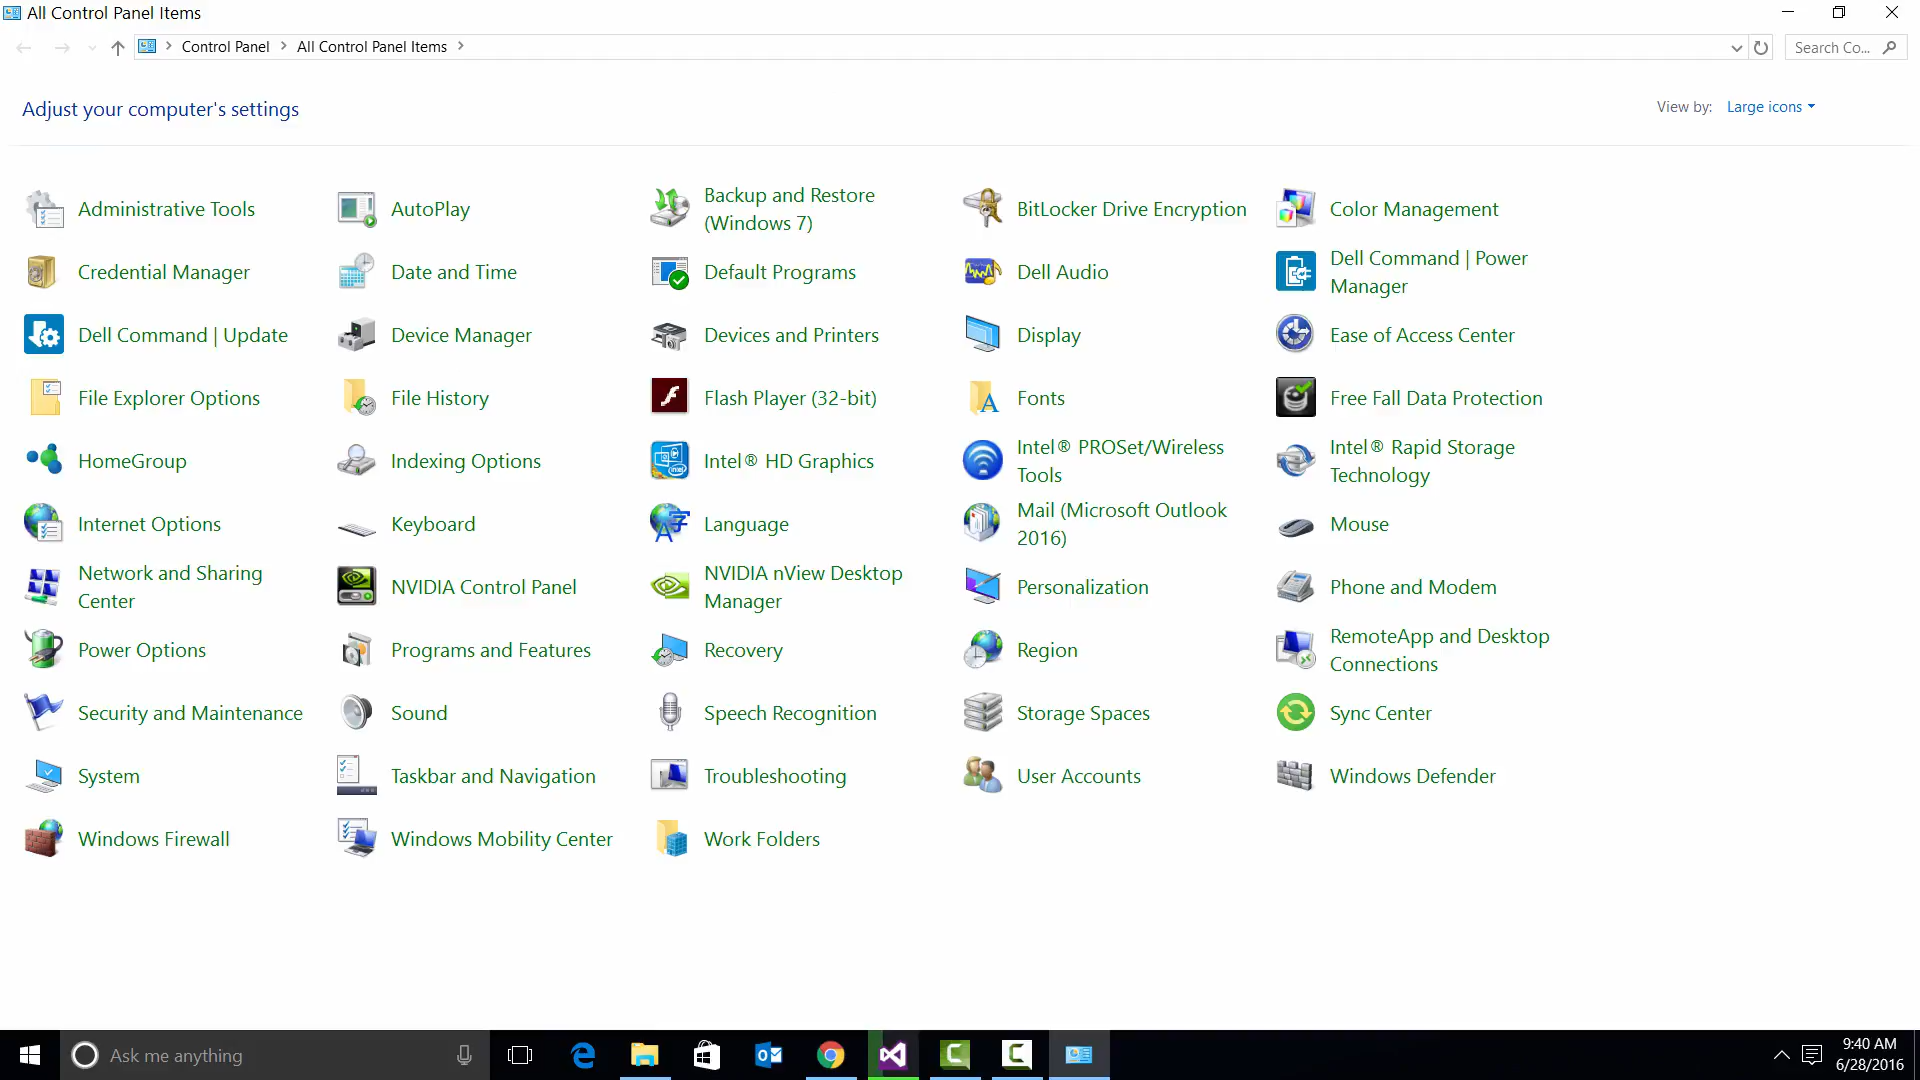 All Control Panel Items
Control Panel
All Control Panel Items
Search Co...
Adjust your computer's settings
View by: Large icons
Administrative Tools
AutoPlay
Backup and Restore
(Windows 7)
BitLocker Drive Encryption
Color Management
Credential Manager
Date and Time
Default Programs
Dell Audio
Dell Command | Power
Manager
Dell Command | Update
Device Manager
Devices and Printers
Display
Ease of Access Center
File Explorer Options
File History
Flash Player (32-bit)
Fonts
Free Fall Data Protection
HomeGroup
Indexing Options
Intel® HD Graphics
Intel® PROSet/Wireless
Tools
Intel® Rapid Storage
Technology
Internet Options
Keyboard
Language
Mail (Microsoft Outlook
2016)
Mouse
Network and Sharing
Center
NVIDIA Control Panel
NVIDIA nView Desktop
Manager
Personalization
Phone and Modem
Power Options
Programs and Features
Recovery
Region
RemoteApp and Desktop
Connections
Security and Maintenance
Sound
Speech Recognition
Storage Spaces
Sync Center
System
Taskbar and Navigation
Troubleshooting
User Accounts
Windows Defender
Windows Firewall
Windows Mobility Center
Work Folders
Ask me anything
9:40 AM
6/28/2016